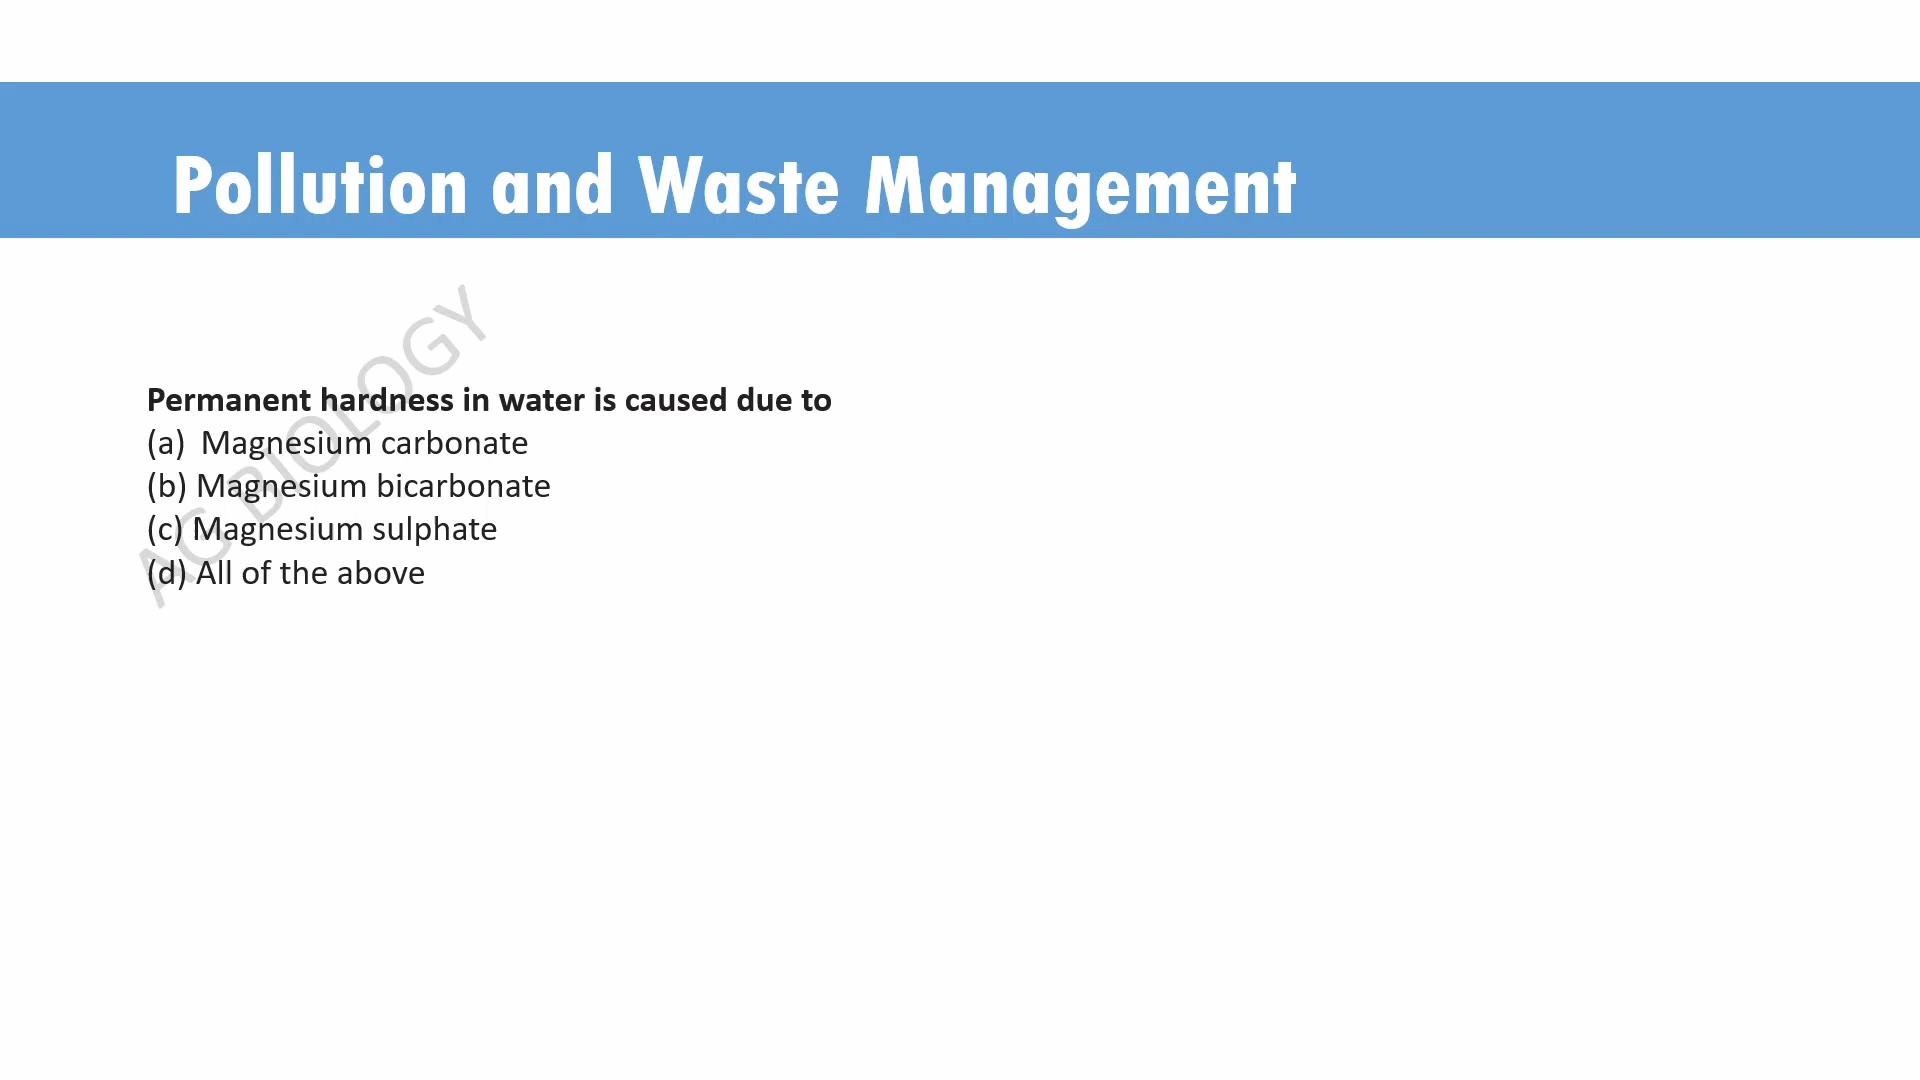 Pollution and Waste Management
AG BIOLOGY
Permanent hardness in water is caused due to
(a) Magnesium carbonate
(b) Magnesium bicarbonate
(c) Magnesium sulphate
(d) All of the above